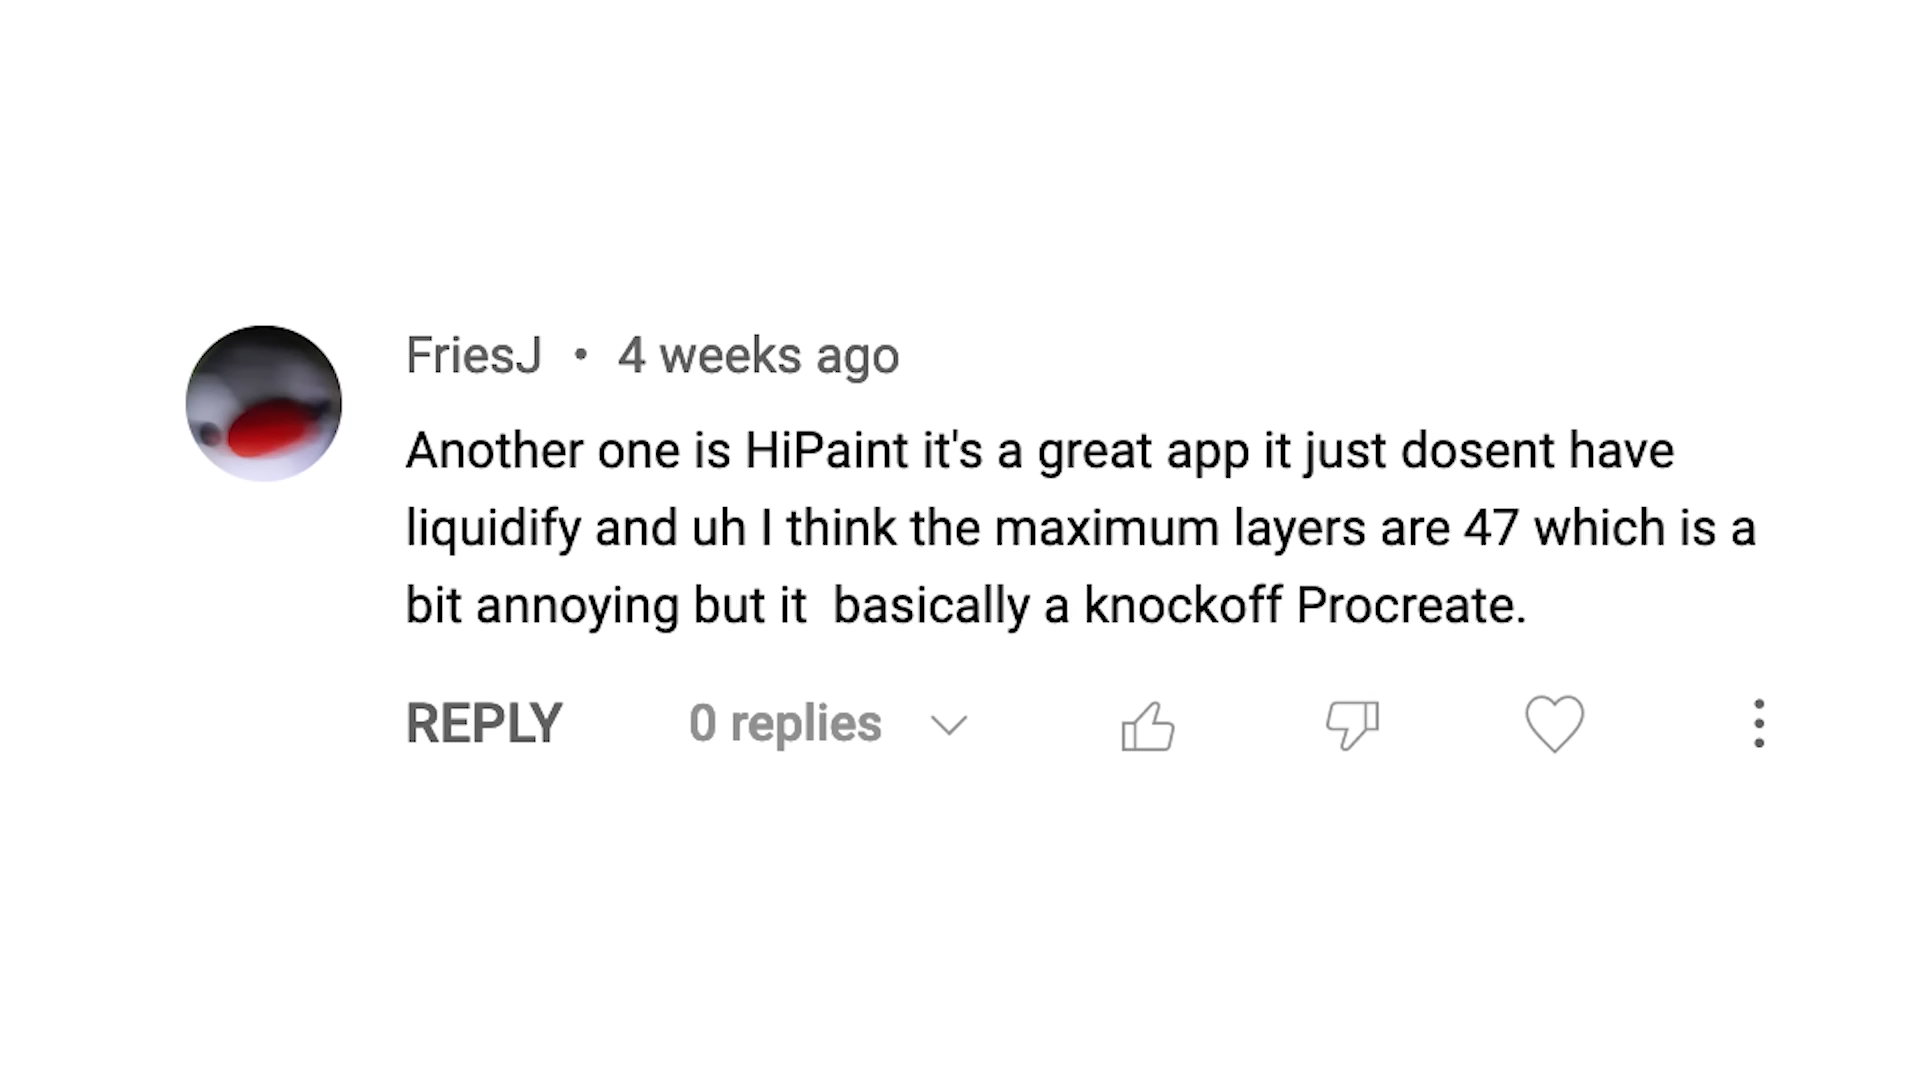 FriesJ • 4 weeks ago
Another one is HiPaint it's a great app it just dosent have
liquidify and uh I think the maximum layers are 47 which is a
bit annoying but it  basically a knockoff Procreate.
REPLY 0 replies